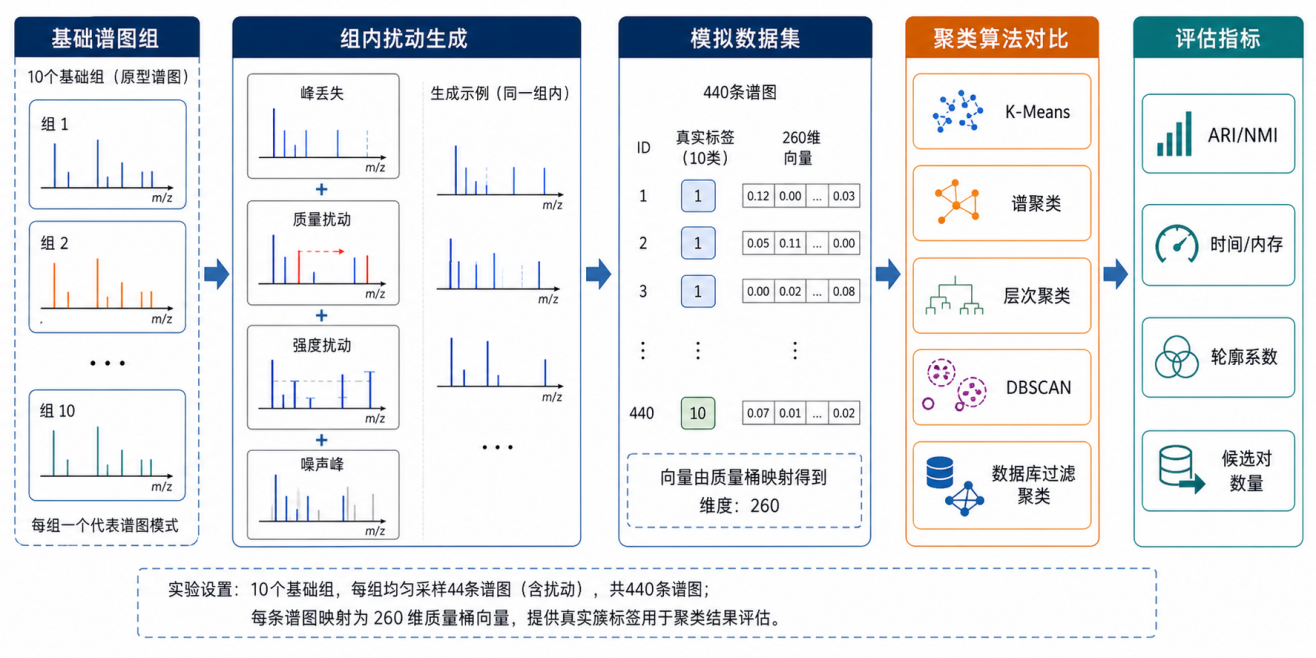 基础谱图组
10个基础组（原型谱图）
组 1
m/z
组 2
m/z
•••
组 10
m/z
每组一个代表谱图模式
组内扰动生成
峰丢失
m/z
+
质量扰动
m/z
+
强度扰动
m/z
+
噪声峰
m/z
生成示例（同一组内）
m/z
m/z
m/z
•••
模拟数据集
440条谱图
ID 真实标签（10类） 260维向量
1 1 0.12 0.00 ... 0.03
2 1 0.05 0.11 ... 0.00
3 1 0.00 0.02 ... 0.08
⋮ ⋮ ⋮
440 10 0.07 0.01 ... 0.02
向量由质量桶映射得到
维度：260
聚类算法对比
K-Means
谱聚类
层次聚类
DBSCAN
数据库过滤
聚类
评估指标
ARI/NMI
时间/内存
轮廓系数
候选对
数量
实验设置：10个基础组，每组均匀采样44条谱图（含扰动），共440条谱图；
每条谱图映射为 260 维质量桶向量，提供真实簇标签用于聚类结果评估。